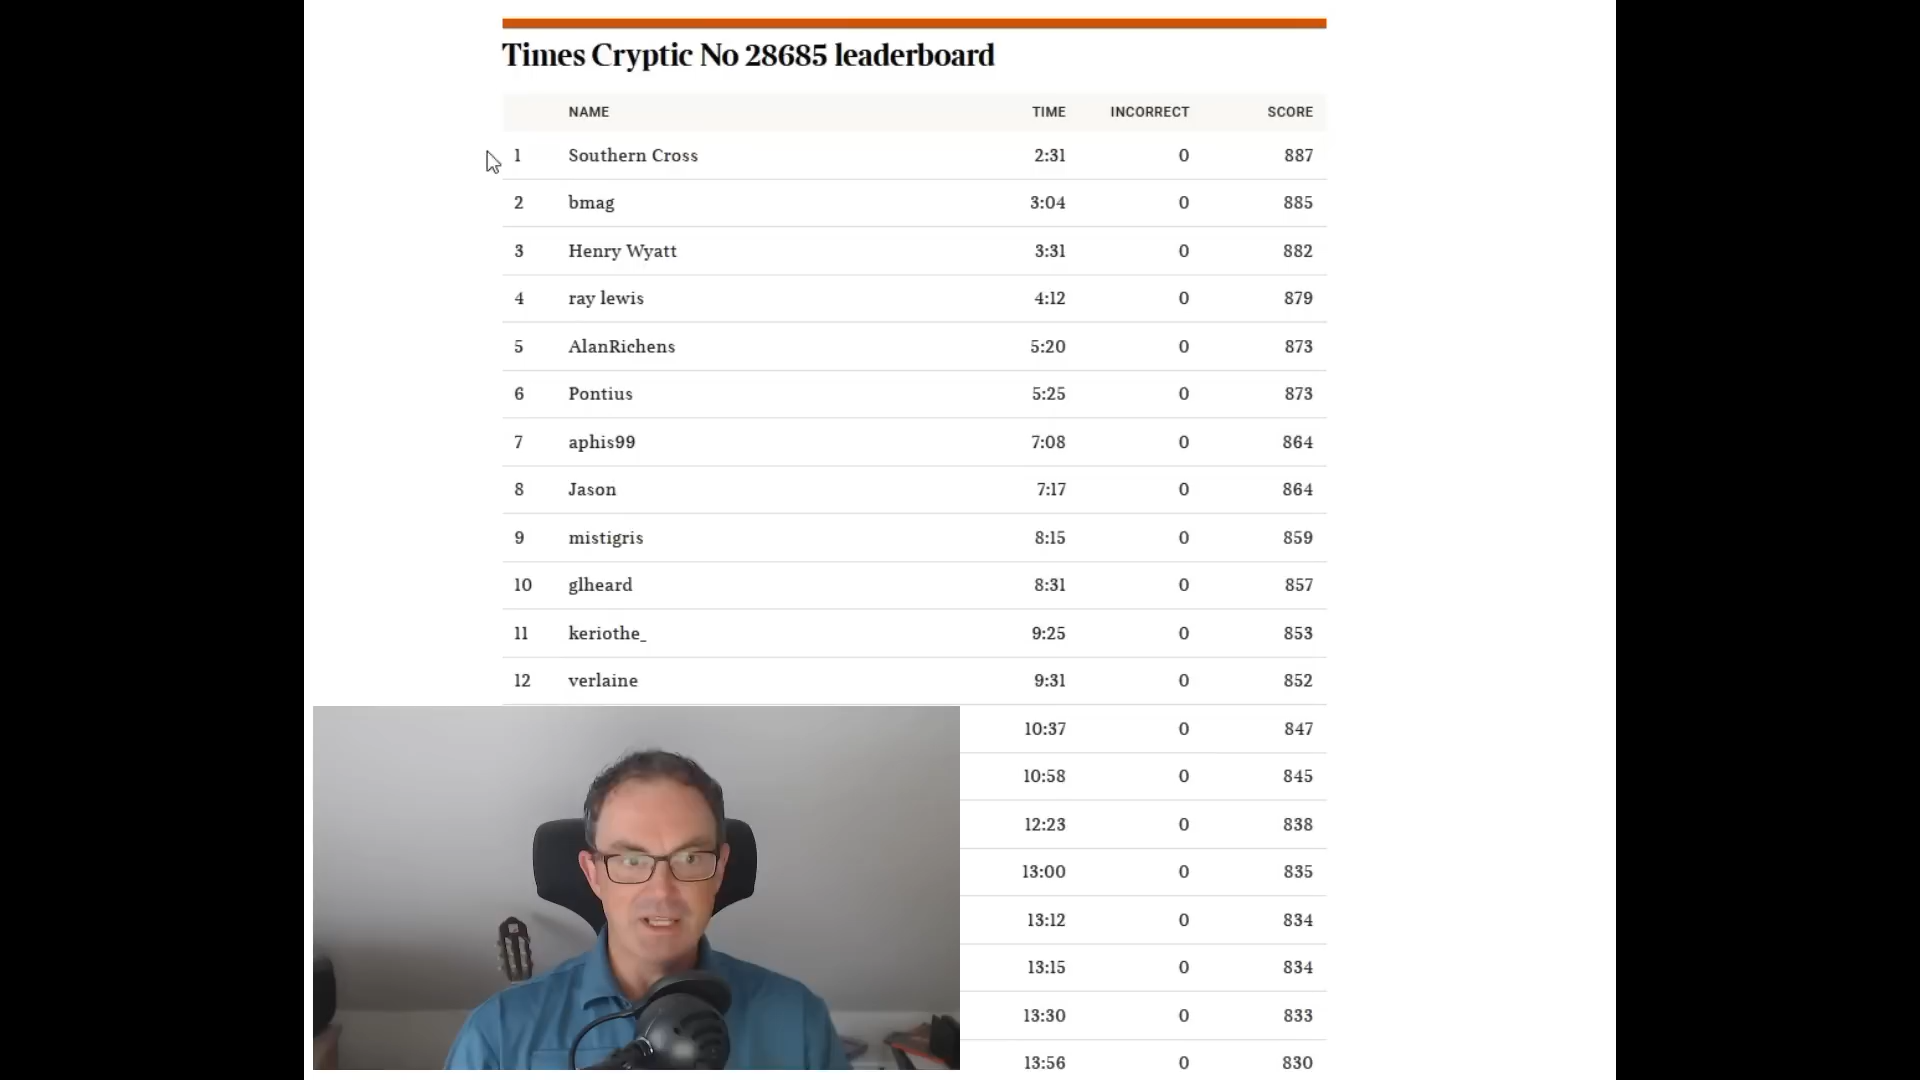 Times Cryptic No 28685 leaderboard
NAME TIME INCORRECT SCORE
1 Southern Cross 2:31 0 887
2 bmag 3:04 0 885
3 Henry Wyatt 3:31 0 882
4 ray lewis 4:12 0 879
5 AlanRichens 5:20 0 873
6 Pontius 5:25 0 873
7 aphis99 7:08 0 864
8 Jason 7:17 0 864
9 mistigris 8:15 0 859
10 glheard 8:31 0 857
11 keriothe_ 9:25 0 853
12 verlaine 9:31 0 852
10:37 0 847
10:58 0 845
12:23 0 838
13:00 0 835
13:12 0 834
13:15 0 834
13:30 0 833
13:56 0 830